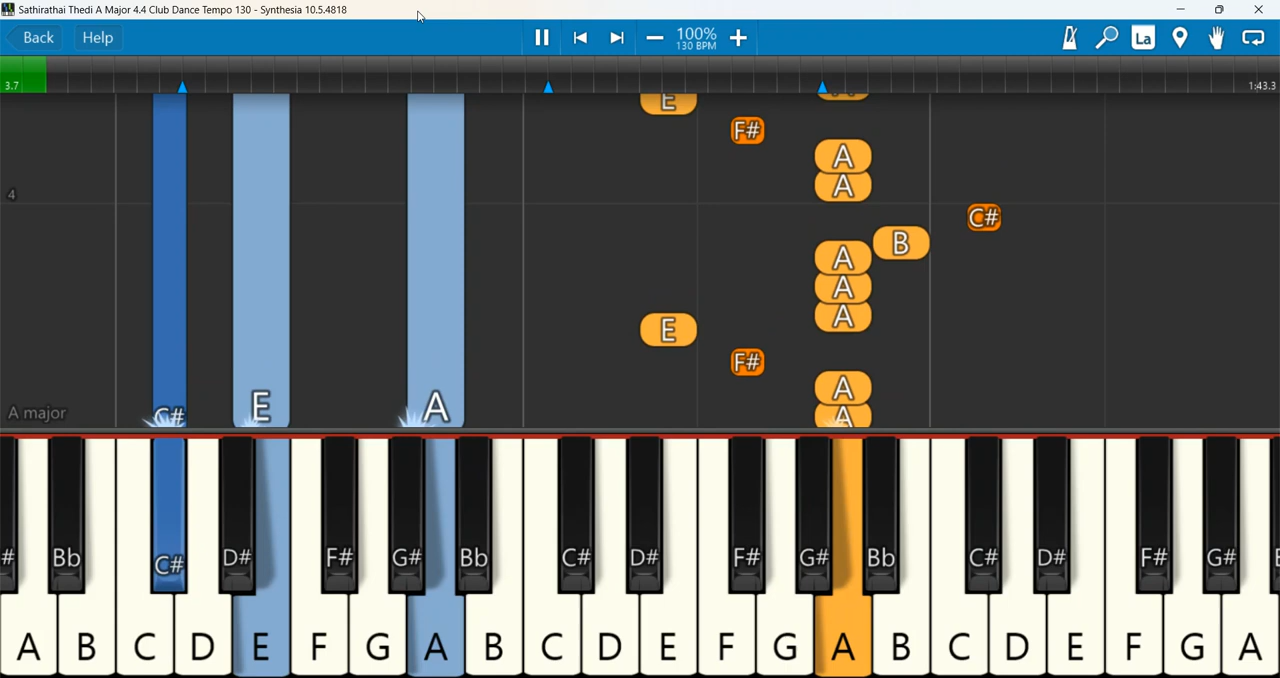 Sathirathai Thedi A Major 4.4 Club Dance Tempo 130 - Synthesia 10.5.4818
Back Help 100% La
130 BPM
3.7 1:43.3
E
F#
A
4 A
C#
B
A
A
A
E
F#
A
A major C# E A A
# Bb C# D# F# G# Bb C# D# F# G# Bb C# D# F# G# E
A B C D E F G A B C D E F G A B C D E F G A